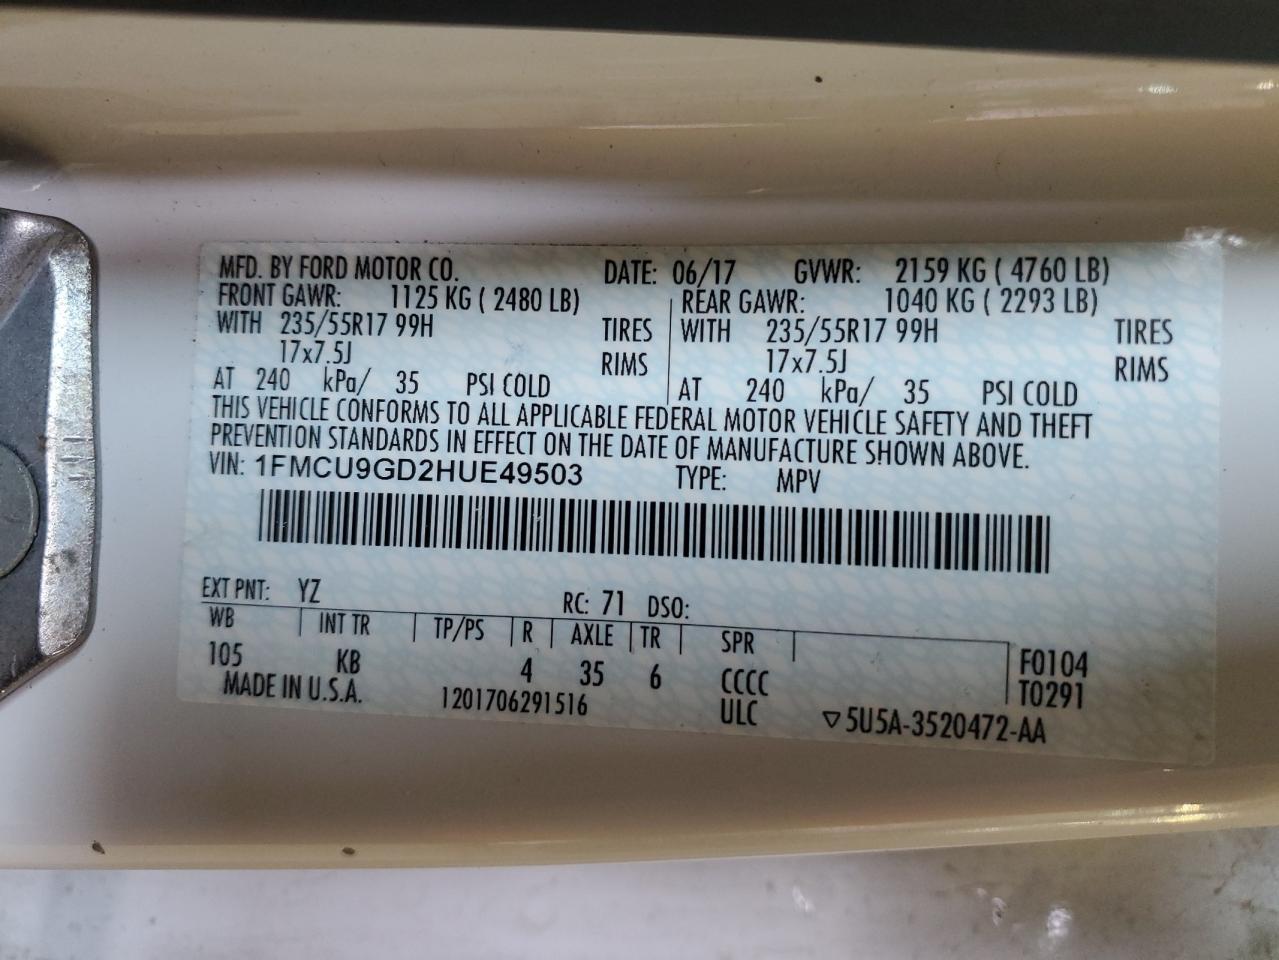 MFD. BY FORD MOTOR CO. DATE: 06/17 GVWR: 2159 KG ( 4760 LB)
FRONT GAWR: 1125 KG ( 2480 LB) REAR GAWR: 1040 KG ( 2293 LB)
WITH 235/55R17 99H TIRES WITH 235/55R17 99H TIRES
17x7.5J RIMS 17x7.5J RIMS
AT 240 kPa/ 35 PSI COLD AT 240 kPa/ 35 PSI COLD
THIS VEHICLE CONFORMS TO ALL APPLICABLE FEDERAL MOTOR VEHICLE SAFETY AND THEFT
PREVENTION STANDARDS IN EFFECT ON THE DATE OF MANUFACTURE SHOWN ABOVE.
VIN: 1FMCU9GD2HUE49503 TYPE: MPV
EXT PNT: YZ RC: 71 DSO:
WB INT TR TP/PS R AXLE TR SPR
105 KB 4 35 6 CCCC F0104
MADE IN U.S.A. 1201706291516 ULC T0291
▽5U5A-3520472-AA